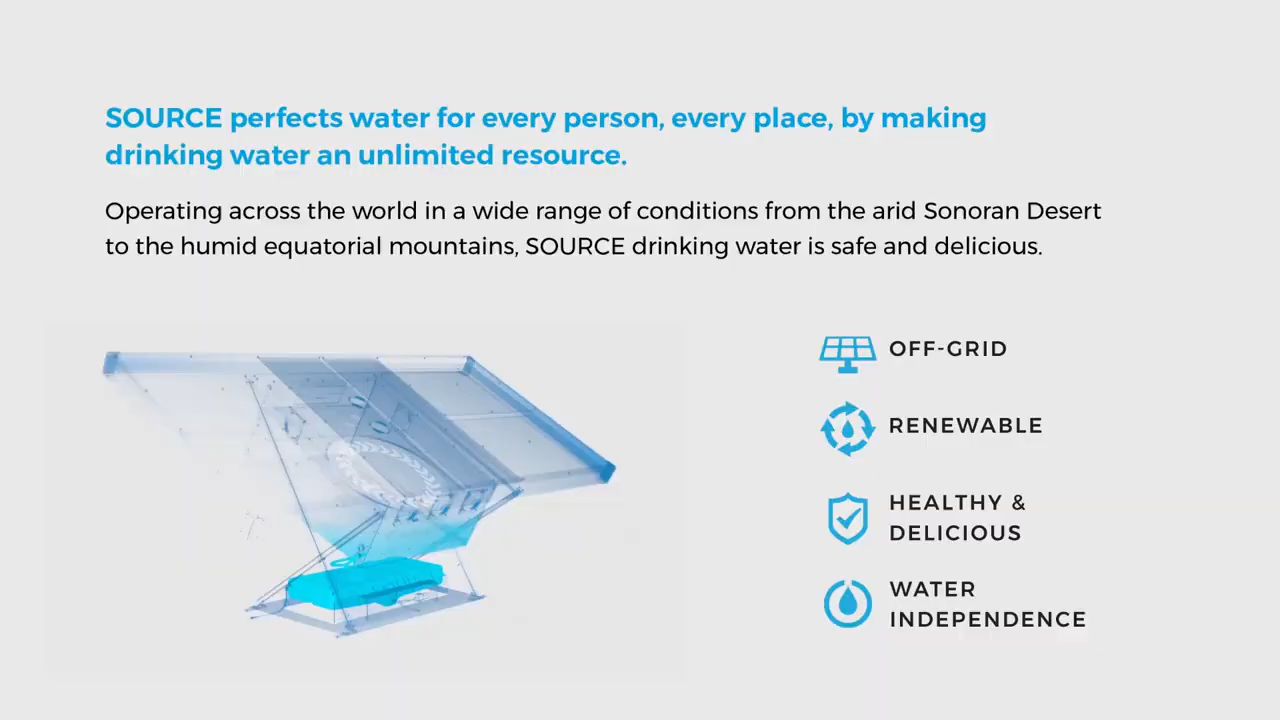 SOURCE perfects water for every person, every place, by making
drinking water an unlimited resource.
Operating across the world in a wide range of conditions from the arid Sonoran Desert
to the humid equatorial mountains, SOURCE drinking water is safe and delicious.
OFF-GRID
RENEWABLE
HEALTHY &
DELICIOUS
WATER
INDEPENDENCE